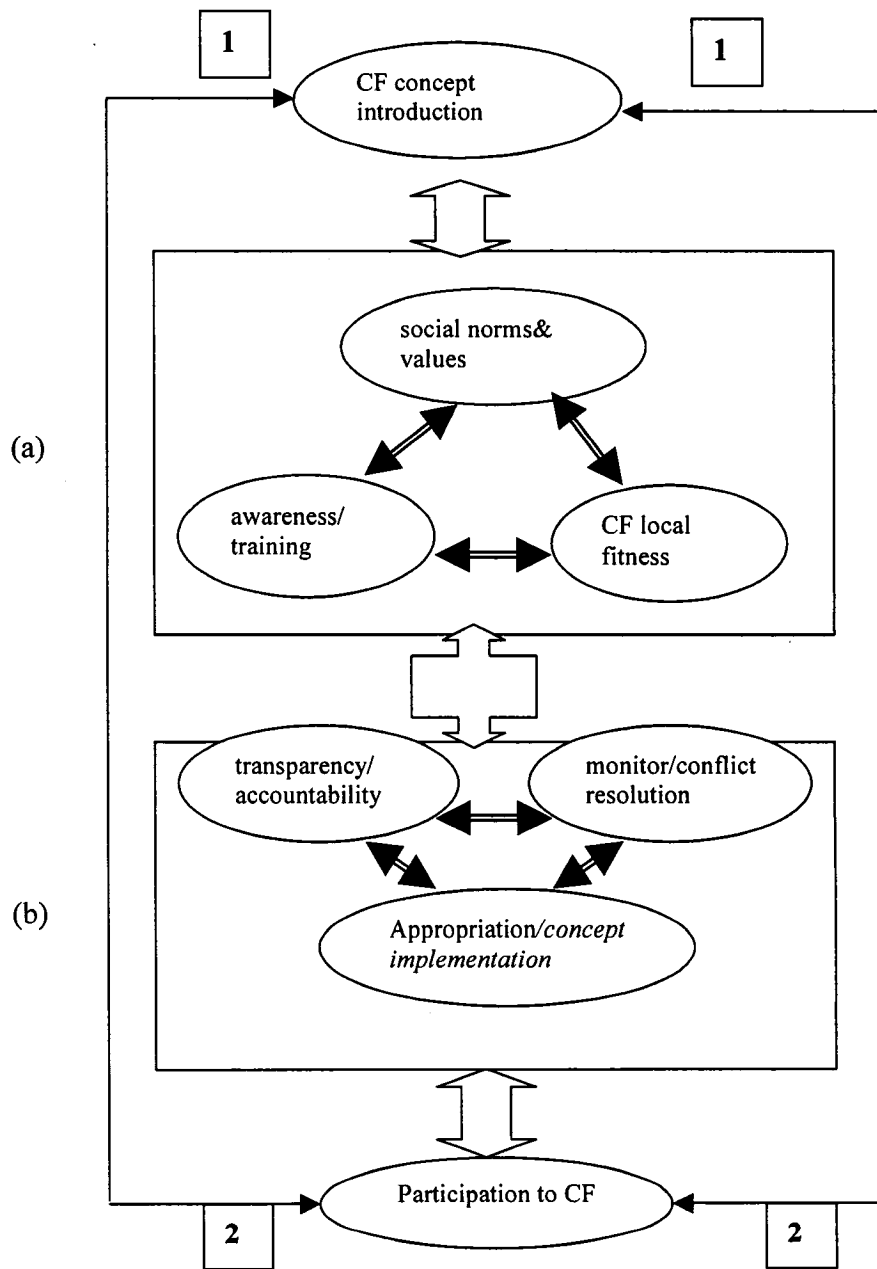 1
1
CF concept
introduction
social norms&
values
(a)
awareness/
training
CF local
fitness
transparency/
accountability
monitor/conflict
resolution
(b)
Appropriation/concept
implementation
Participation to CF
2
2